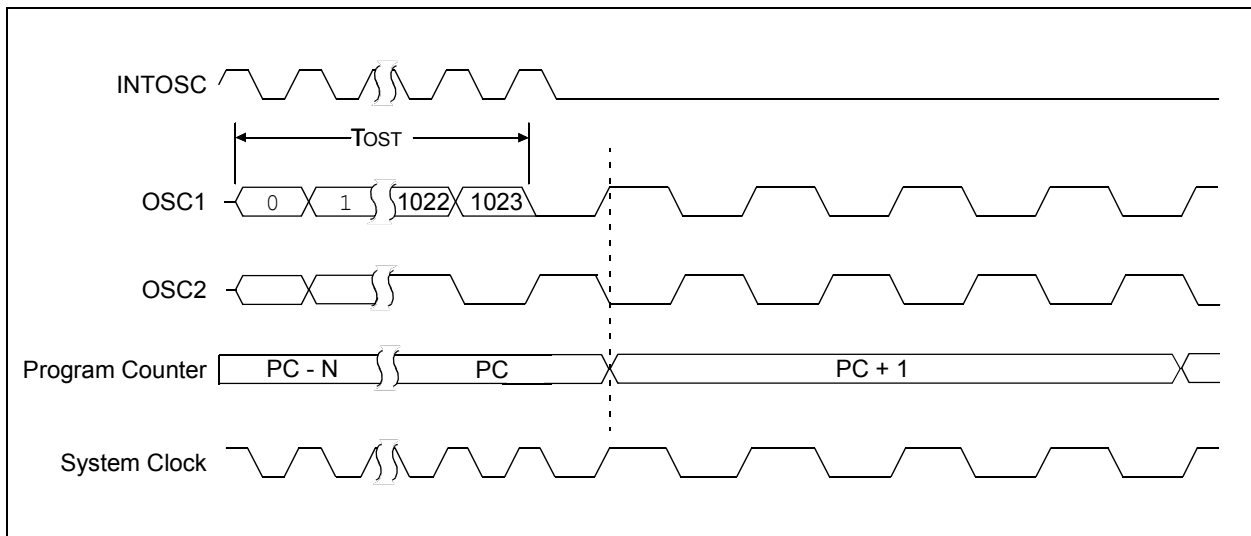 INTOSC
TOST
OSC1 0 1 1022 1023
OSC2
Program Counter PC - N PC PC + 1
System Clock